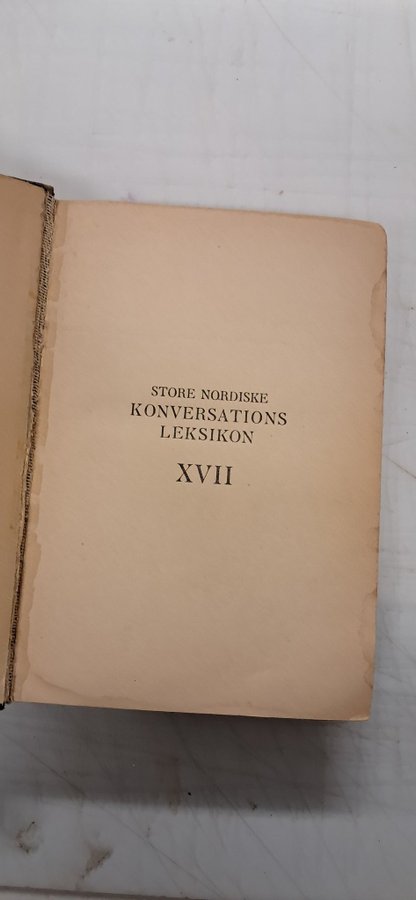 STORE NORDISKE
KONVERSATIONS
LEKSIKON
XVII